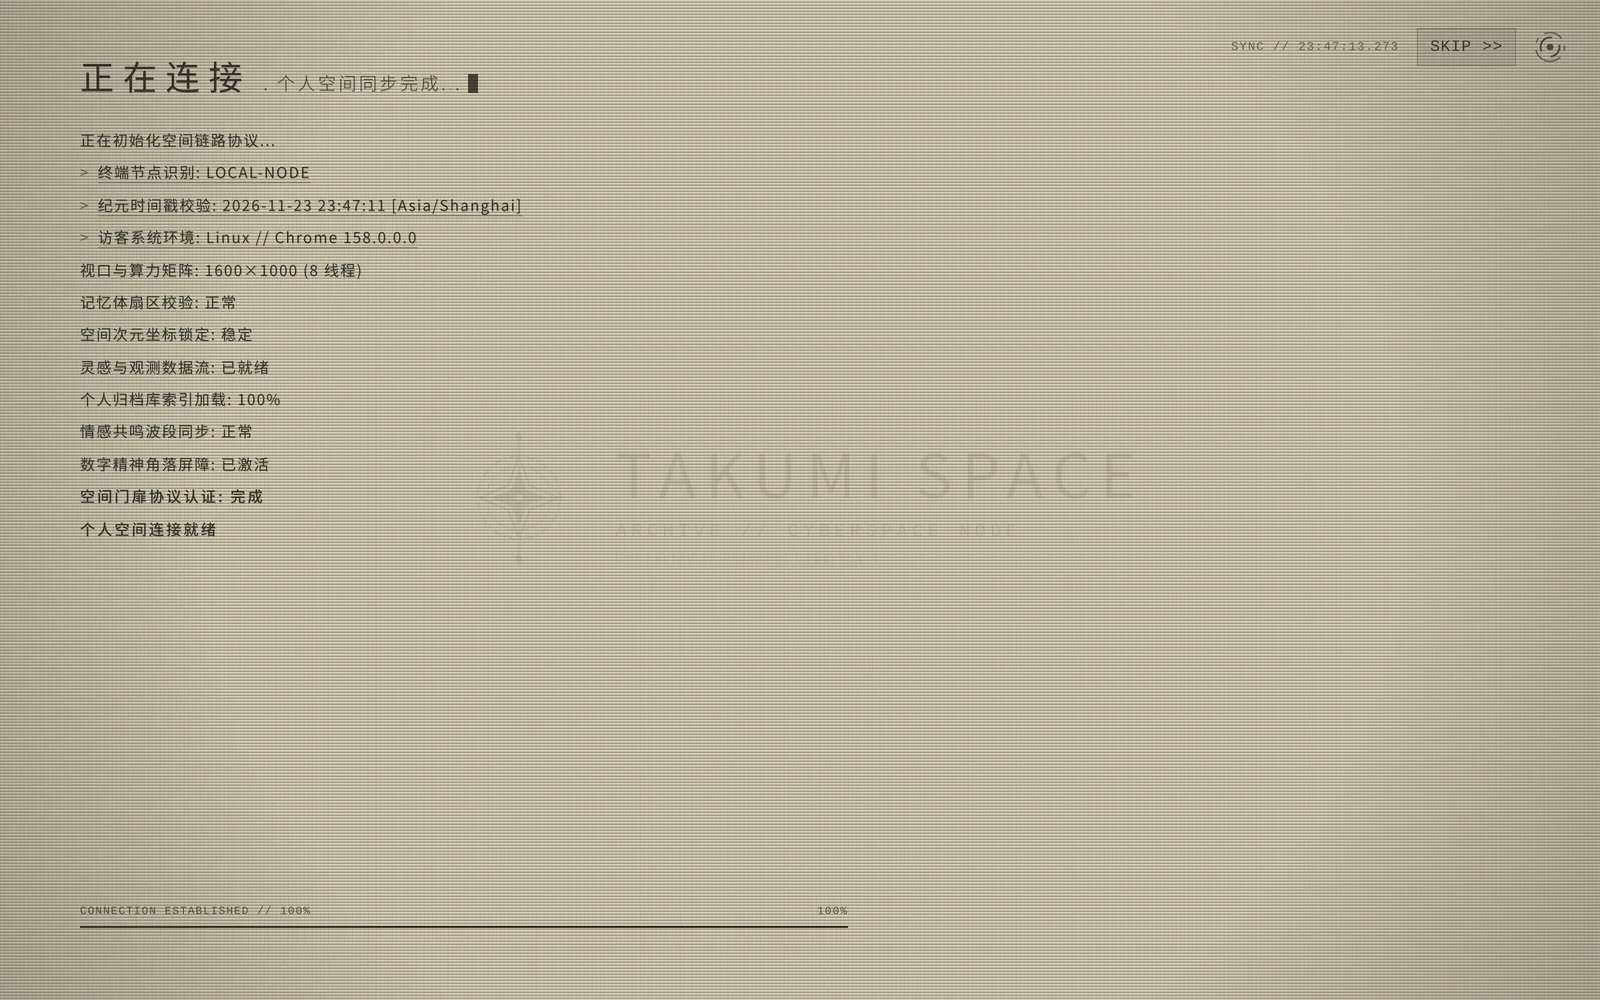 SYNC // 23:47:13.273
SKIP >>
正在连接 . 个人空间同步完成...
正在初始化空间链路协议...
> 终端节点识别: LOCAL-NODE
> 纪元时间戳校验: 2026-11-23 23:47:11 [Asia/Shanghai]
> 访客系统环境: Linux // Chrome 158.0.0.0
视口与算力矩阵: 1600×1000 (8 线程)
记忆体扇区校验: 正常
空间次元坐标锁定: 稳定
灵感与观测数据流: 已就绪
个人归档库索引加载: 100%
情感共鸣波段同步: 正常
数字精神角落屏障: 已激活
空间门扉协议认证: 完成
个人空间连接就绪
TAKUMI SPACE
ARCHIVE // CYBERSPACE NODE
CONNECTION ESTABLISHED // 100%
100%